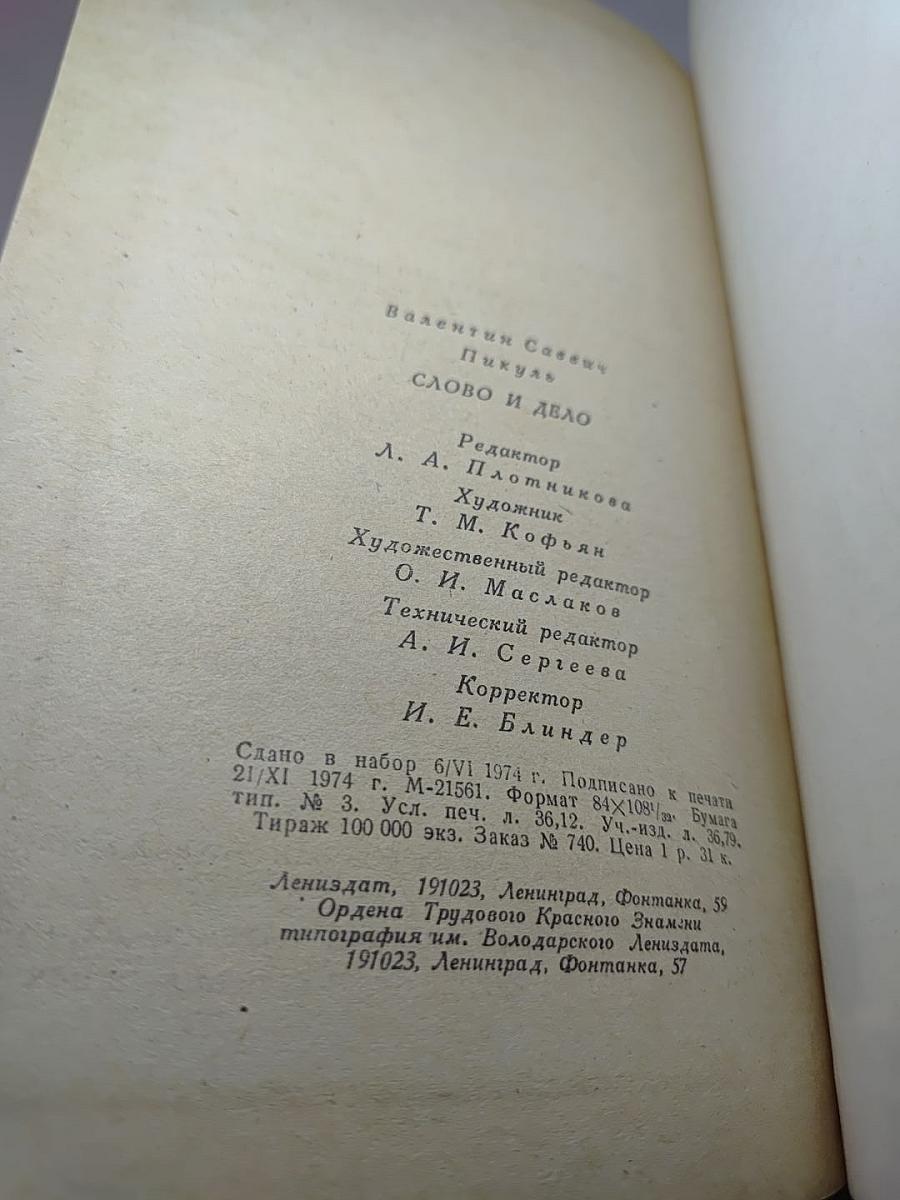 Валентин Саввич
Пикуль
СЛОВО И ДЕЛО
Редактор
Л. А. Плотникова
Художник
Т. М. Кофьян
Художественный редактор
О. И. Маслаков
Технический редактор
А. И. Сергеева
Корректор
И. Е. Блиндер
Сдано в набор 6/VI 1974 г. Подписано к печати
21/XI 1974 г. М-21561. Формат 84×108¹/₃₂. Бумага
тип. № 3. Усл. печ. л. 36,12. Уч.-изд. л. 36,79.
Тираж 100 000 экз. Заказ № 740. Цена 1 р. 31 к.
Лениздат, 191023, Ленинград, Фонтанка, 59
Ордена Трудового Красного Знамени
типография им. Володарского Лениздата,
191023, Ленинград, Фонтанка, 57